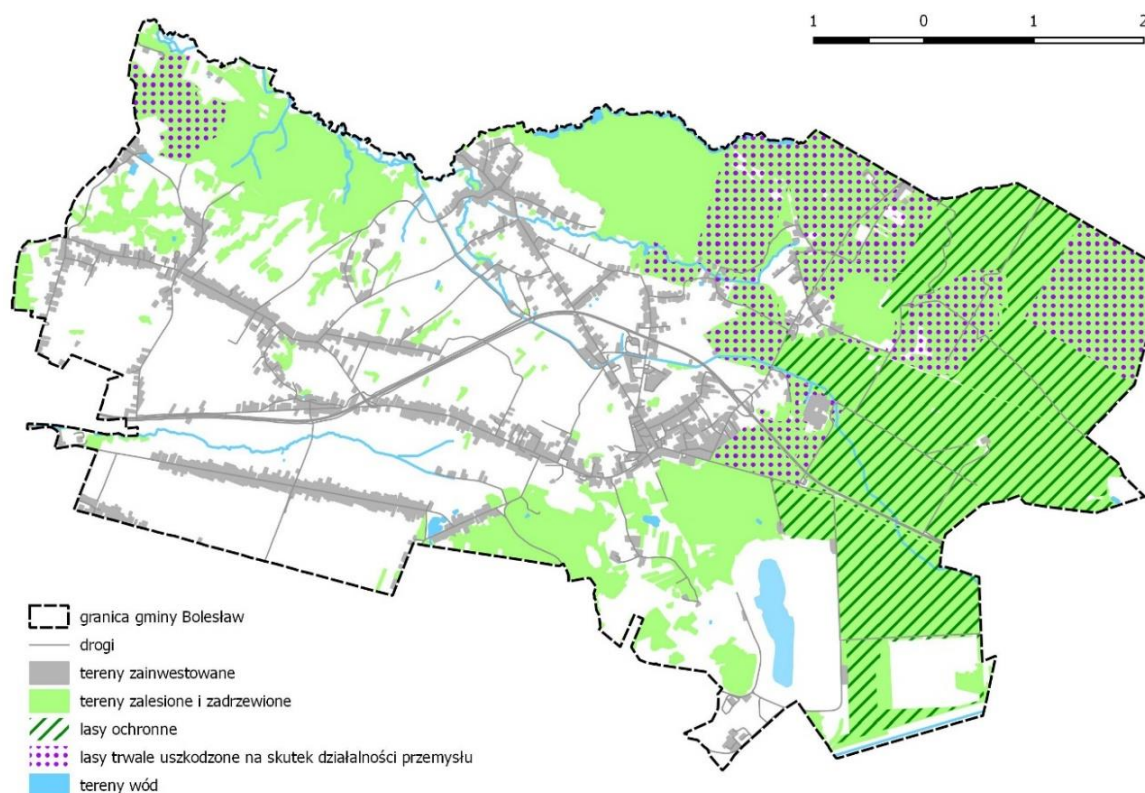 1 0 1 2
granica gminy Bolesław
drogi
tereny zainwestowane
tereny zalesione i zadrzewione
lasy ochronne
lasy trwale uszkodzone na skutek działalności przemysłu
tereny wód